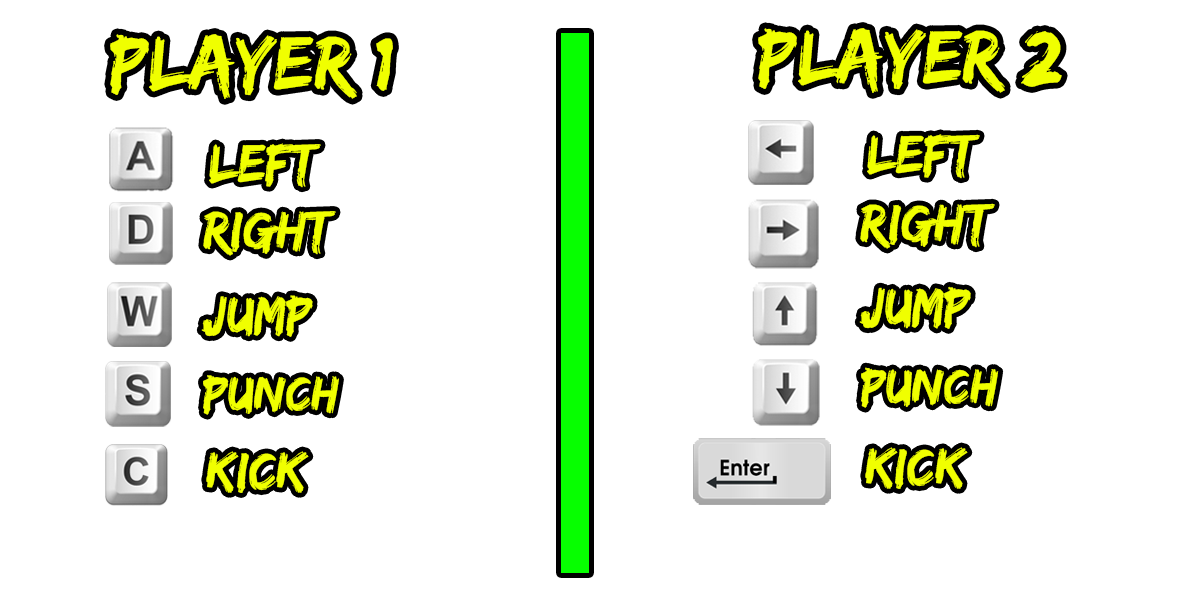 PLAYER 1
A LEFT
D RIGHT
W JUMP
S PUNCH
C KICK
PLAYER 2
← LEFT
→ RIGHT
↑ JUMP
↓ PUNCH
Enter KICK